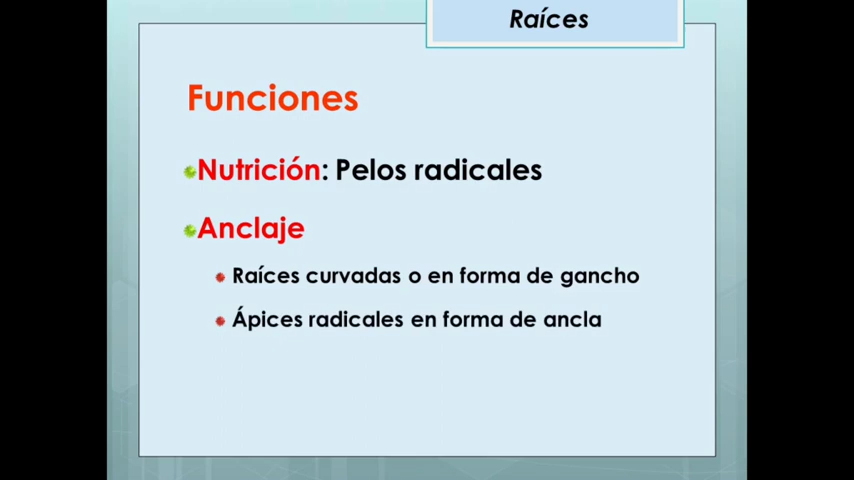 Raíces
Funciones
Nutrición: Pelos radicales
Anclaje
Raíces curvadas o en forma de gancho
Ápices radicales en forma de ancla